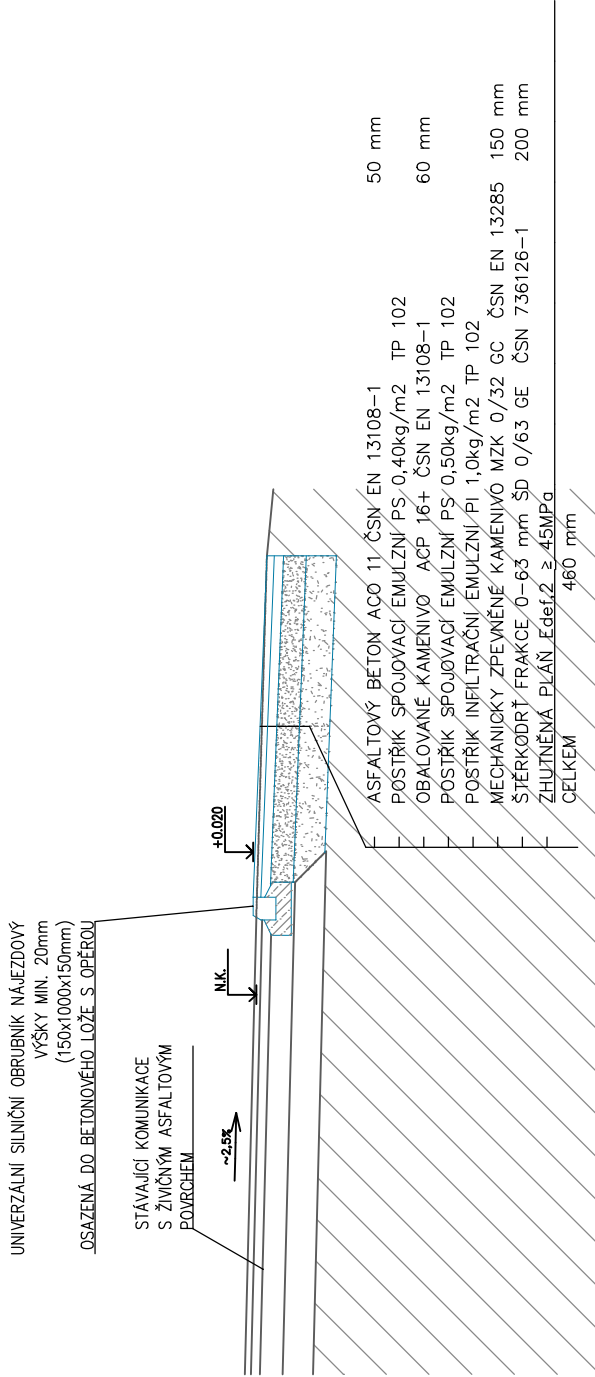 UNIVERZÁLNÍ SILNIČNÍ OBRUBNÍK NÁJEZDOVÝ
VÝŠKY MIN. 20mm
(150x1000x150mm)
OSAZENÁ DO BETONOVÉHO LOŽE S OPĚROU
STÁVAJÍCÍ KOMUNIKACE
S ŽIVIČNÝM ASFALTOVÝM
POVRCHEM
~2,5%
N.K.
+0.020
ASFALTOVÝ BETON ACO 11 ČSN EN 13108-1 50 mm
POSTŘIK SPOJOVACÍ EMULZNÍ PS 0,40kg/m2 TP 102
OBALOVANÉ KAMENIVO ACP 16+ ČSN EN 13108-1 60 mm
POSTŘIK SPOJOVACÍ EMULZNÍ PS 0,50kg/m2 TP 102
POSTŘIK INFILTRAČNÍ EMULZNÍ PI 1,0kg/m2 TP 102
MECHANICKY ZPEVNĚNÉ KAMENIVO MZK 0/32 GC ČSN EN 13285 150 mm
ŠTĚRKODRŤ FRAKCE 0-63 mm ŠD 0/63 GE ČSN 736126-1 200 mm
ZHUTNĚNÁ PLÁŇ Edef,2 ≥ 45MPa
CELKEM 460 mm